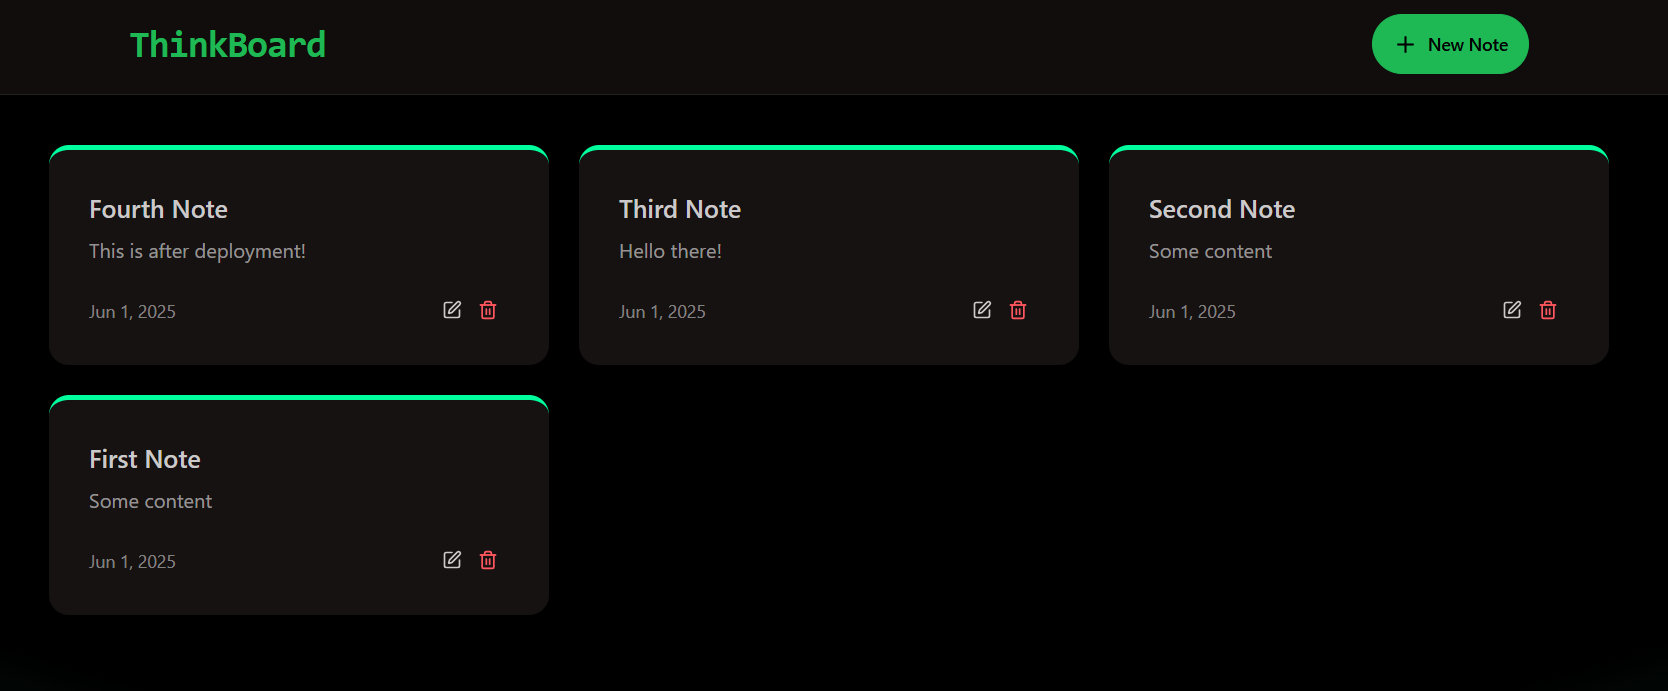 ThinkBoard
New Note
Fourth Note
This is after deployment!
Jun 1, 2025
Third Note
Hello there!
Jun 1, 2025
Second Note
Some content
Jun 1, 2025
First Note
Some content
Jun 1, 2025